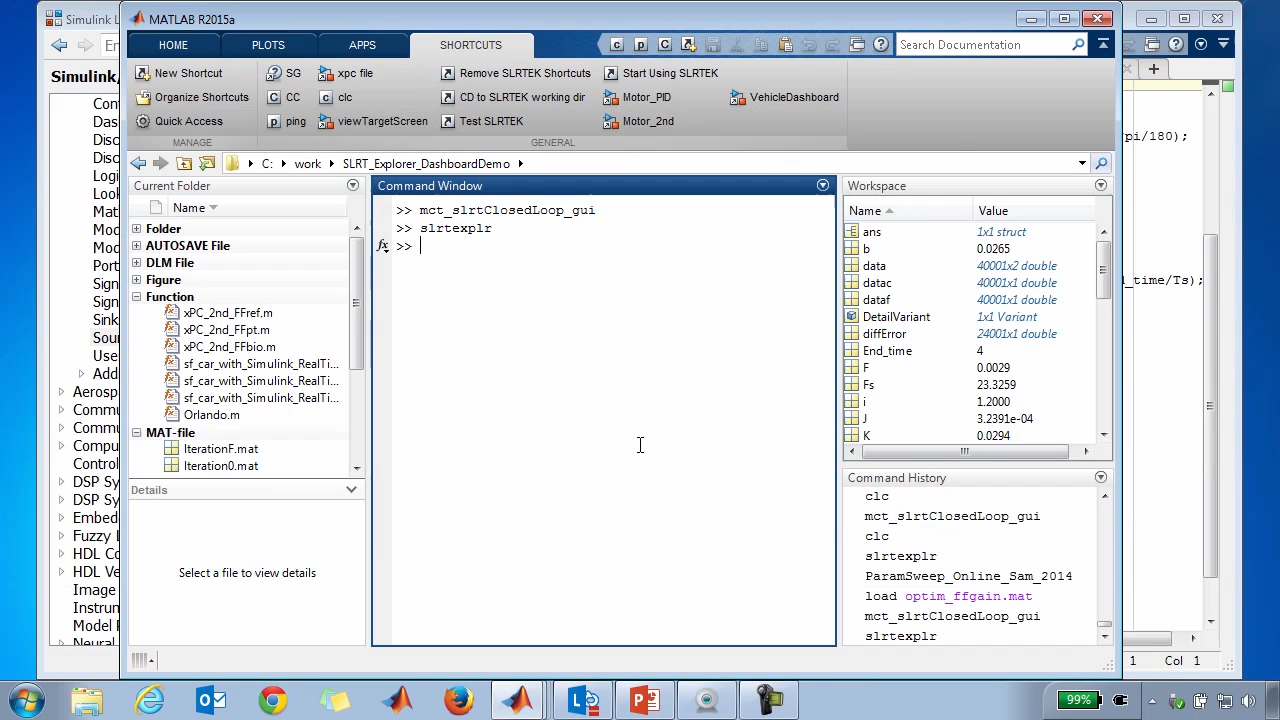 Simulink L
MATLAB R2015a
HOME
PLOTS
APPS
SHORTCUTS
Search Documentation
New Shortcut
Organize Shortcuts
Quick Access
MANAGE
SG
xpc file
CC
clc
ping
viewTargetScreen
Remove SLRTEK Shortcuts
Start Using SLRTEK
CD to SLRTEK working dir
Motor_PID
VehicleDashboard
Test SLRTEK
Motor_2nd
GENERAL
C: work SLRT_Explorer_DashboardDemo
Current Folder
Name
Folder
AUTOSAVE File
DLM File
Figure
Function
xPC_2nd_FFref.m
xPC_2nd_FFpt.m
xPC_2nd_FFbio.m
sf_car_with_Simulink_RealTi...
sf_car_with_Simulink_RealTi...
sf_car_with_Simulink_RealTi...
Orlando.m
MAT-file
IterationF.mat
Iteration0.mat
Details
Select a file to view details
Command Window
>> mct_slrtClosedLoop_gui
>> slrtexplr
fx >>
Workspace
Name Value
ans 1x1 struct
b 0.0265
data 40001x2 double
datac 40001x1 double
dataf 40001x1 double
DetailVariant 1x1 Variant
diffError 24001x1 double
End_time 4
F 0.0029
Fs 23.3259
i 1.2000
J 3.2391e-04
K 0.0294
Command History
clc
mct_slrtClosedLoop_gui
clc
slrtexplr
ParamSweep_Online_Sam_2014
load optim_ffgain.mat
mct_slrtClosedLoop_gui
slrtexplr
Simulink
Con
Das
Disc
Disc
Logi
Loo
Mat
Mod
Mod
Port
Sign
Sign
Sink
Sour
Use
Add
Aerosp
Commu
Commu
Compu
Control
DSP Sy
DSP Sy
Embed
Fuzzy L
HDL Co
HDL Ve
Image
Instrum
Model P
Neural
pi/180);
d_time/Ts);
1 Col 1
99%